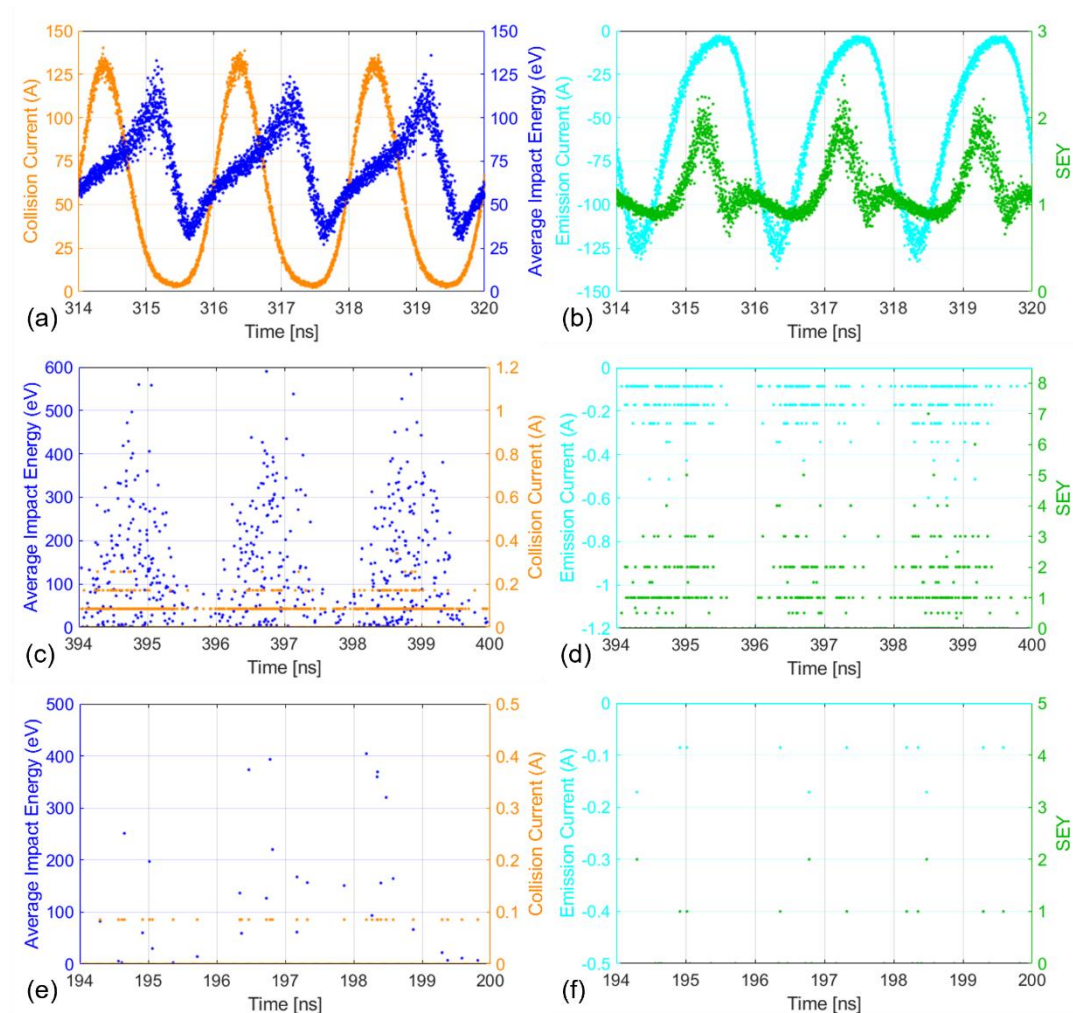 150 150 0 3
125 125 -25
100 100 -50 2
75 75 -75
50 50 -100 1
25 25 -125
0 0 -150 0
Collision Current (A)
Average Impact Energy (eV)
Emission Current (A)
SEY
314 315 316 317 318 319 320
314 315 316 317 318 319 320
(a) Time [ns]
(b) Time [ns]
600 1.2
500 1
400 0.8
300 0.6
200 0.4
100 0.2
0 0
Average Impact Energy (eV)
Collision Current (A)
394 395 396 397 398 399 400
(c) Time [ns]
0
-0.2
-0.4
-0.6
-0.8
-1
-1.2
Emission Current (A)
8
7
6
5
4
3
2
1
0
SEY
394 395 396 397 398 399 400
(d) Time [ns]
500 0.5
400 0.4
300 0.3
200 0.2
100 0.1
0 0
Average Impact Energy (eV)
Collision Current (A)
194 195 196 197 198 199 200
(e) Time [ns]
0 5
-0.1 4
-0.2 3
-0.3 2
-0.4 1
-0.5 0
Emission Current (A)
SEY
194 195 196 197 198 199 200
(f) Time [ns]